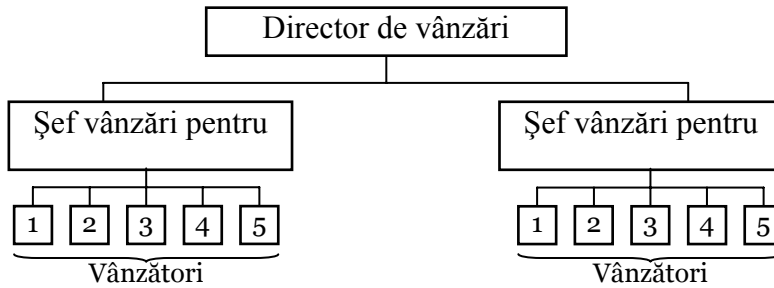 Director de vânzări
Şef vânzări pentru
Şef vânzări pentru
1 2 3 4 5
1 2 3 4 5
Vânzători
Vânzători